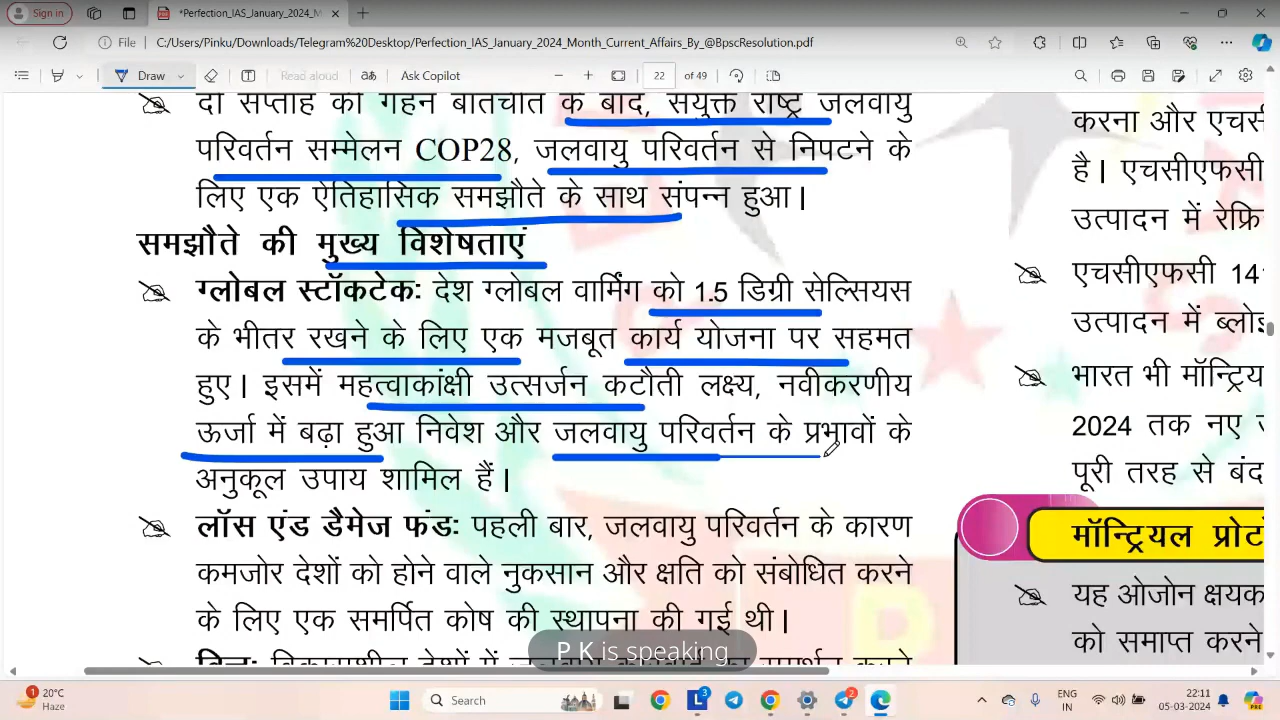 Sign in
*Perfection_IAS_January_2024_M
File
C:/Users/Pinku/Downloads/Telegram%20Desktop/Perfection_IAS_January_2024_Month_Current_Affairs_By_@BpscResolution.pdf
Draw
Read aloud
aあ
Ask Copilot
22 of 49
दो सप्ताह की गहन बातचीत के बाद, संयुक्त राष्ट्र जलवायु
परिवर्तन सम्मेलन COP28, जलवायु परिवर्तन से निपटने के
लिए एक ऐतिहासिक समझौते के साथ संपन्न हुआ।
समझौते की मुख्य विशेषताएं
ग्लोबल स्टॉकटेकः देश ग्लोबल वार्मिंग को 1.5 डिग्री सेल्सियस
के भीतर रखने के लिए एक मजबूत कार्य योजना पर सहमत
हुए। इसमें महत्वाकांक्षी उत्सर्जन कटौती लक्ष्य, नवीकरणीय
ऊर्जा में बढ़ा हुआ निवेश और जलवायु परिवर्तन के प्रभावों के
अनुकूल उपाय शामिल हैं।
लॉस एंड डैमेज फंडः पहली बार, जलवायु परिवर्तन के कारण
कमजोर देशों को होने वाले नुकसान और क्षति को संबोधित करने
के लिए एक समर्पित कोष की स्थापना की गई थी।
करना और एचसी
है। एचसीएफसी
उत्पादन में रेफ्रि
एचसीएफसी 14
उत्पादन में ब्लो
भारत भी मॉन्ट्रिय
2024 तक नए
पूरी तरह से बंद
मॉन्ट्रियल प्रोट
यह ओजोन क्षयक
को समाप्त करने
P K is speaking
1
20°C
Haze
Search
3
2
ENG
IN
22:11
05-03-2024